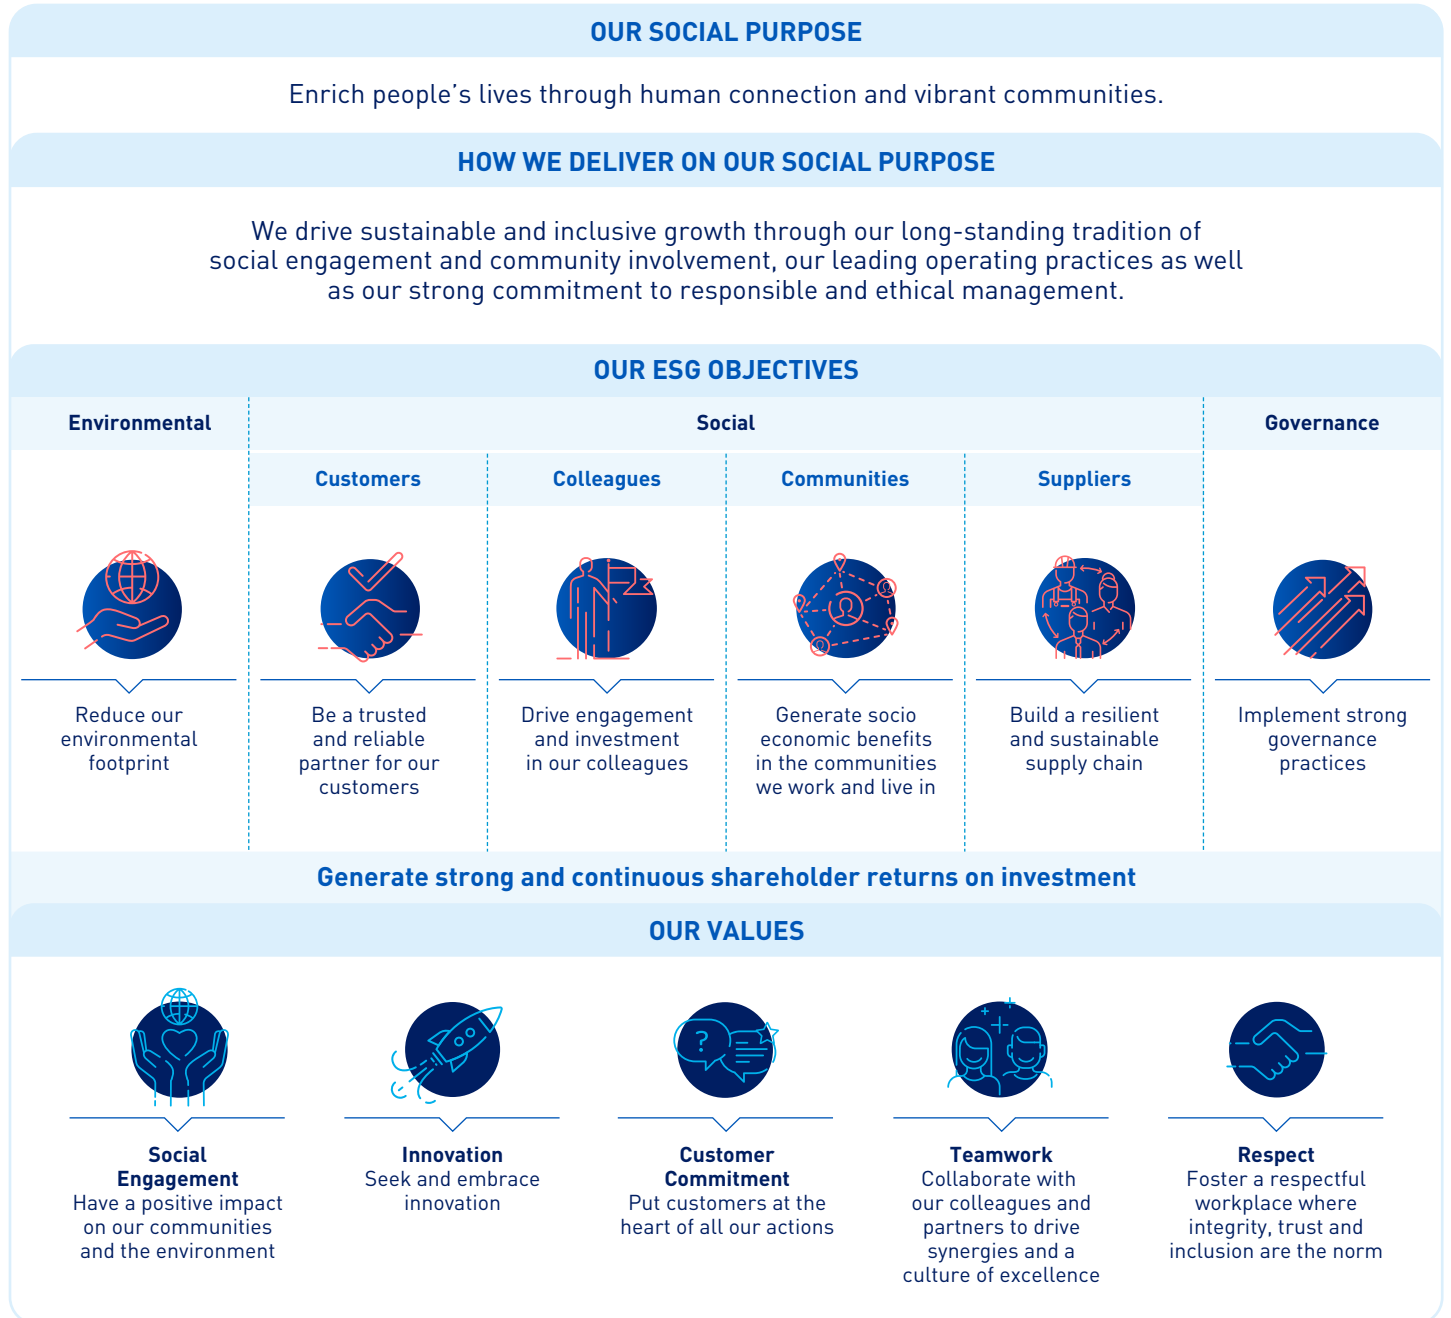 OUR SOCIAL PURPOSE
Enrich people’s lives through human connection and vibrant communities.
HOW WE DELIVER ON OUR SOCIAL PURPOSE
We drive sustainable and inclusive growth through our long-standing tradition of
social engagement and community involvement, our leading operating practices as well
as our strong commitment to responsible and ethical management.
OUR ESG OBJECTIVES
Environmental
Social
Governance
Customers
Colleagues
Communities
Suppliers
Reduce our
environmental
footprint
Be a trusted
and reliable
partner for our
customers
Drive engagement
and investment
in our colleagues
Generate socio
economic benefits
in the communities
we work and live in
Build a resilient
and sustainable
supply chain
Implement strong
governance
practices
Generate strong and continuous shareholder returns on investment
OUR VALUES
?
Social
Engagement
Have a positive impact
on our communities
and the environment
Innovation
Seek and embrace
innovation
Customer
Commitment
Put customers at the
heart of all our actions
Teamwork
Collaborate with
our colleagues and
partners to drive
synergies and a
culture of excellence
Respect
Foster a respectful
workplace where
integrity, trust and
inclusion are the norm